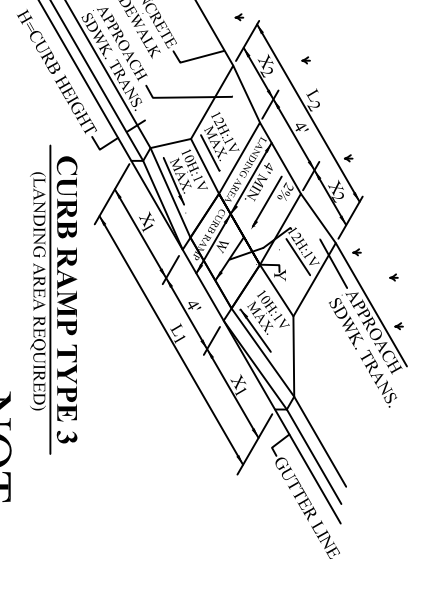 CRETE
DEWALK
APPROACH
SDWK. TRANS.
H=CURB HEIGHT
X2
L2
4'
X2
12H:1V
MAX.
LANDING AREA
4' MIN.
2%
12H:1V
10H:1V
MAX.
CURB RAMP
W
10H:1V
MAX.
APPROACH
SDWK. TRANS.
X1
4'
L1
X1
GUTTER LINE
CURB RAMP TYPE 3
(LANDING AREA REQUIRED)
NOT